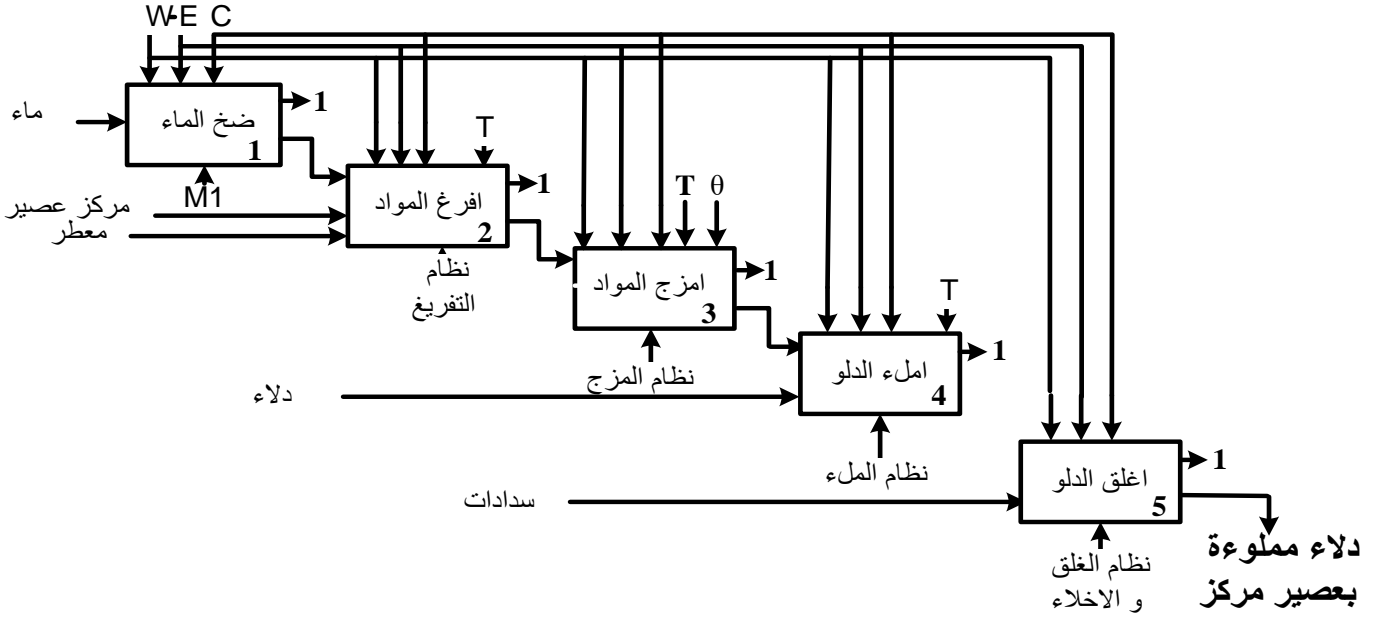 W-E C
ماء
ضخ الماء
1
1
M1
T
مركز عصير
معطر
افرغ المواد
2
1
نظام
التفريغ
T θ
امزج المواد
3
1
نظام المزج
T
دلاء
املء الدلو
4
1
نظام الملء
سدادات
اغلق الدلو
5
1
نظام الغلق
و الاخلاء
دلاء مملوءة
بعصير مركز